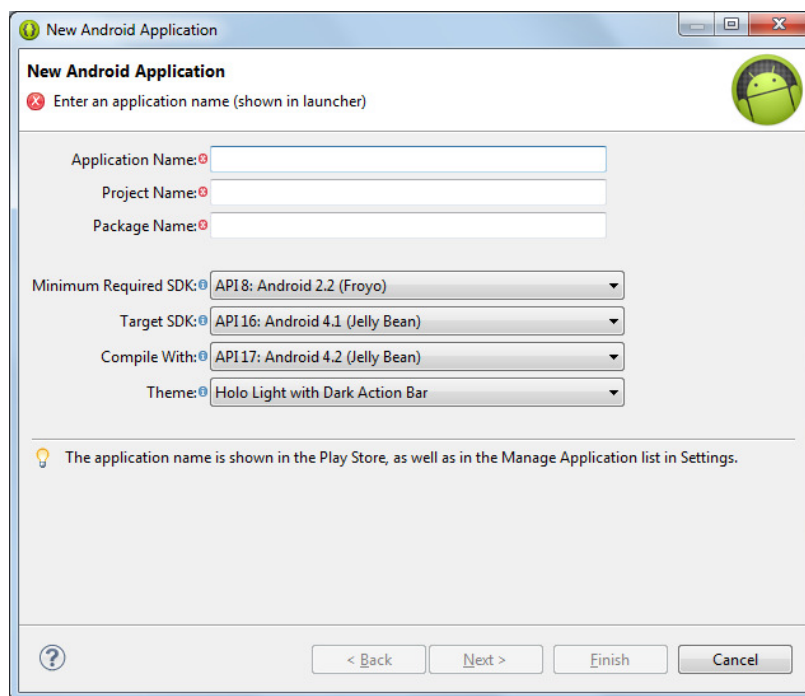 New Android Application
New Android Application
Enter an application name (shown in launcher)
Application Name:
Project Name:
Package Name:
Minimum Required SDK: API 8: Android 2.2 (Froyo)
Target SDK: API 16: Android 4.1 (Jelly Bean)
Compile With: API 17: Android 4.2 (Jelly Bean)
Theme: Holo Light with Dark Action Bar
The application name is shown in the Play Store, as well as in the Manage Application list in Settings.
< Back Next > Finish Cancel